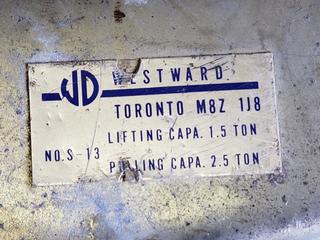 WD WESTWARD
TORONTO M8Z 1J8
LIFTING CAPA. 1.5 TON
NO. S-13
PULLING CAPA. 2.5 TON